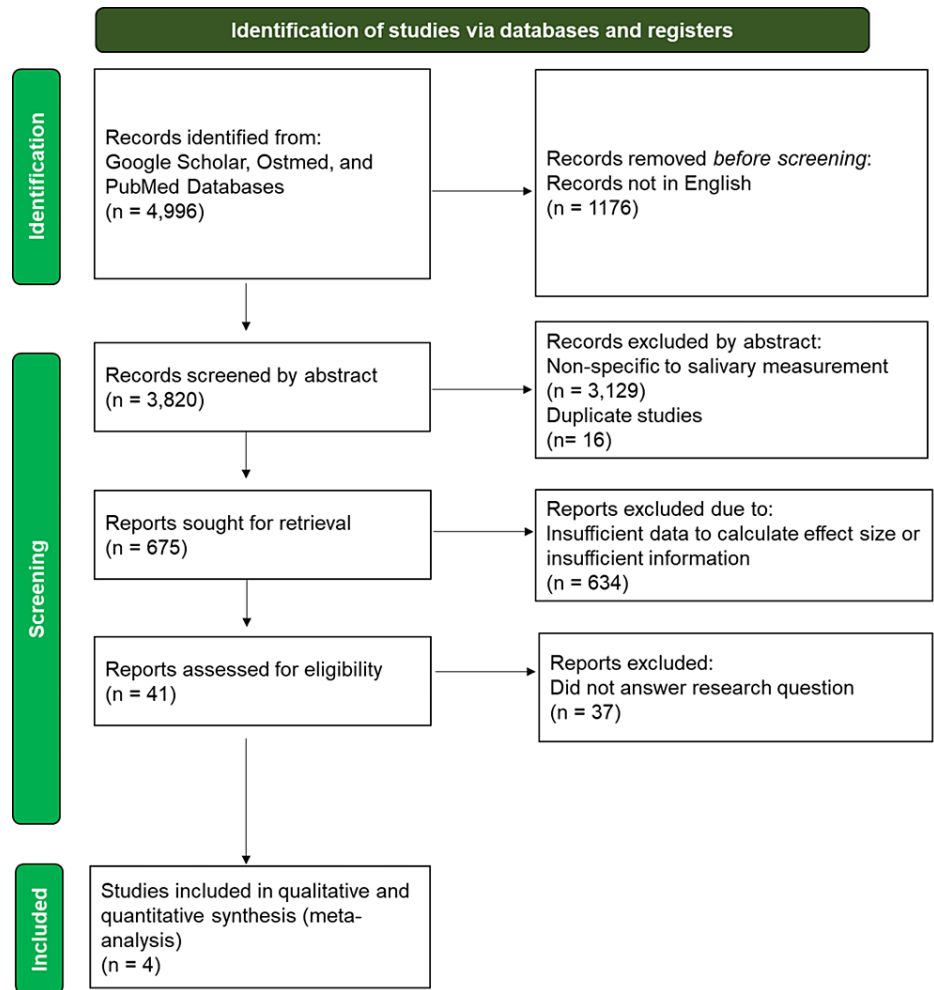 Identification of studies via databases and registers
Identification
Records identified from:
Google Scholar, Ostmed, and
PubMed Databases
(n = 4,996)
Records removed before screening:
Records not in English
(n = 1176)
Screening
Records screened by abstract
(n = 3,820)
Records excluded by abstract:
Non-specific to salivary measurement
(n = 3,129)
Duplicate studies
(n= 16)
Reports sought for retrieval
(n = 675)
Reports excluded due to:
Insufficient data to calculate effect size or
insufficient information
(n = 634)
Reports assessed for eligibility
(n = 41)
Reports excluded:
Did not answer research question
(n = 37)
Included
Studies included in qualitative and
quantitative synthesis (meta-
analysis)
(n = 4)